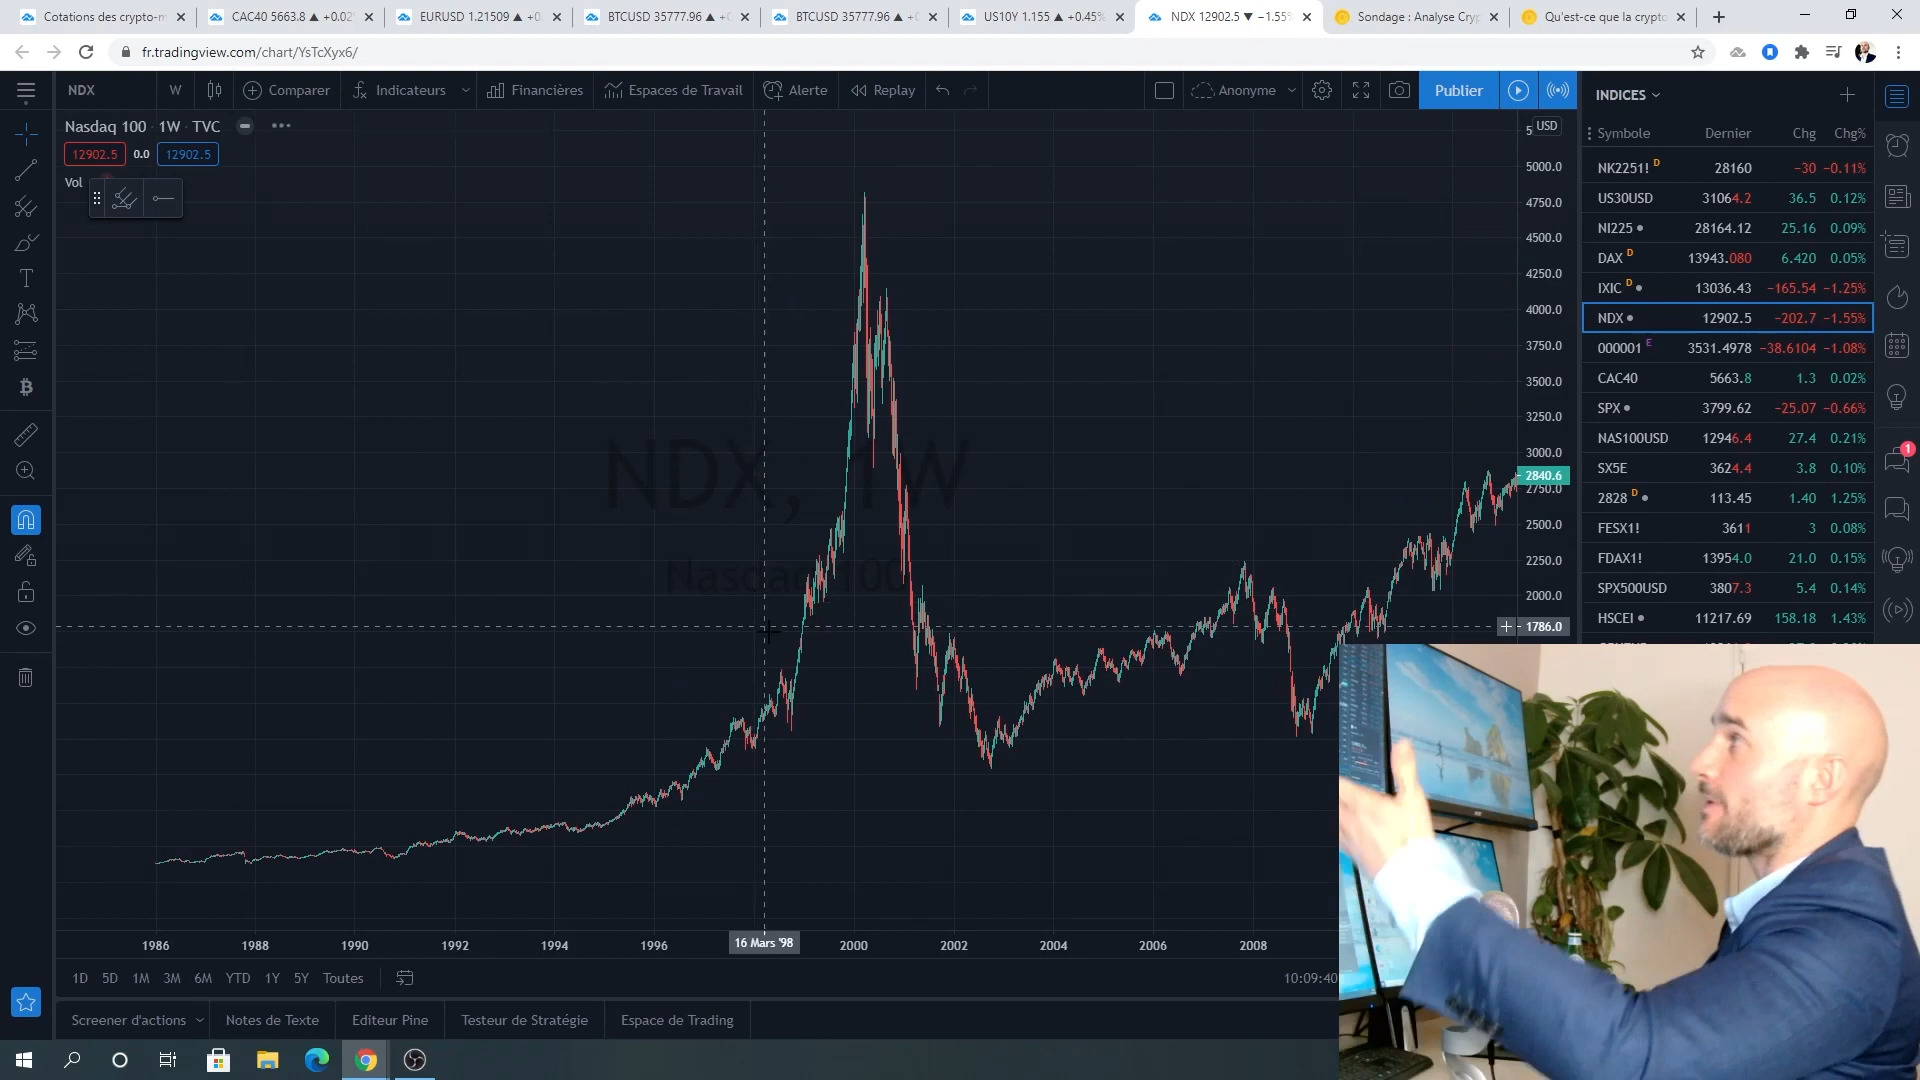 Cotations des crypto-m
CAC40 5663.8 ▲ +0.02
EURUSD 1.21509 ▲ +0
BTCUSD 35777.96 ▲ +0
BTCUSD 35777.96 ▲ +0
US10Y 1.155 ▲ +0.45%
NDX 12902.5 ▼ −1.55%
Sondage : Analyse Cryp
Qu'est-ce que la crypto
fr.tradingview.com/chart/YsTcXyx6/
NDX W Comparer Indicateurs Financières Espaces de Travail Alerte Replay Anonyme Publier
Nasdaq 100 · 1W · TVC
12902.5 0.0 12902.5
Vol
NDX, 1W
Nasdaq 100
USD
5000.0
4750.0
4500.0
4250.0
4000.0
3750.0
3500.0
3250.0
3000.0
2840.6
2750.0
2500.0
2250.0
2000.0
1786.0
1986 1988 1990 1992 1994 1996 16 Mars '98 2000 2002 2004 2006 2008
1D 5D 1M 3M 6M YTD 1Y 5Y Toutes 10:09:40
Screener d'actions Notes de Texte Editeur Pine Testeur de Stratégie Espace de Trading
INDICES
Symbole Dernier Chg Chg%
NK2251! D 28160 −30 −0.11%
US30USD 31064.2 36.5 0.12%
NI225 28164.12 25.16 0.09%
DAX D 13943.080 6.420 0.05%
IXIC D 13036.43 −165.54 −1.25%
NDX 12902.5 −202.7 −1.55%
000001 E 3531.4978 −38.6104 −1.08%
CAC40 5663.8 1.3 0.02%
SPX 3799.62 −25.07 −0.66%
NAS100USD 12946.4 27.4 0.21%
SX5E 3624.4 3.8 0.10%
2828 D 113.45 1.40 1.25%
FESX1! 3611 3 0.08%
FDAX1! 13954.0 21.0 0.15%
SPX500USD 3807.3 5.4 0.14%
HSCEI 11217.69 158.18 1.43%
1